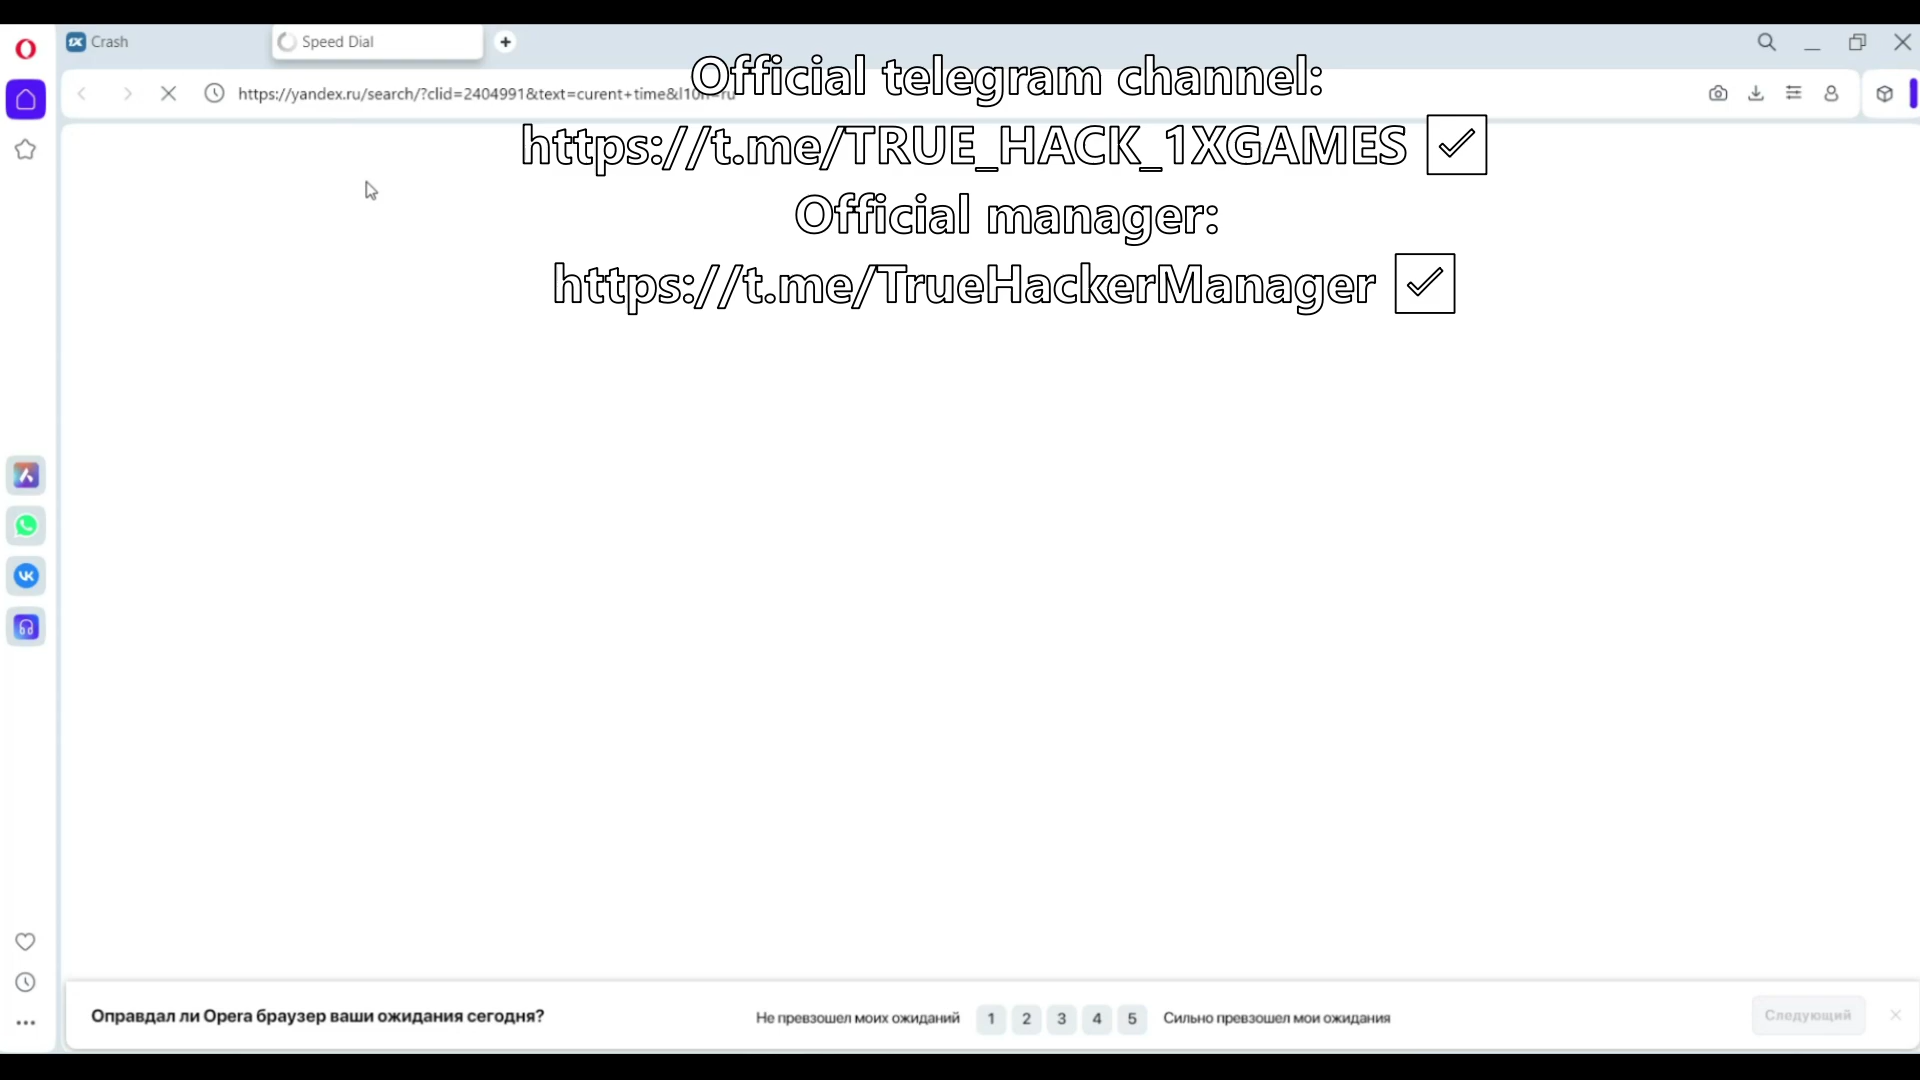 Crash
Speed Dial
https://yandex.ru/search/?clid=2404991&text=curent+time&l10n=ru
Official telegram channel:
https://t.me/TRUE_HACK_1XGAMES ✓
Official manager:
https://t.me/TrueHackerManager ✓
Оправдал ли Opera браузер ваши ожидания сегодня?
Не превзошел моих ожиданий 1 2 3 4 5 Сильно превзошел мои ожидания
Следующий